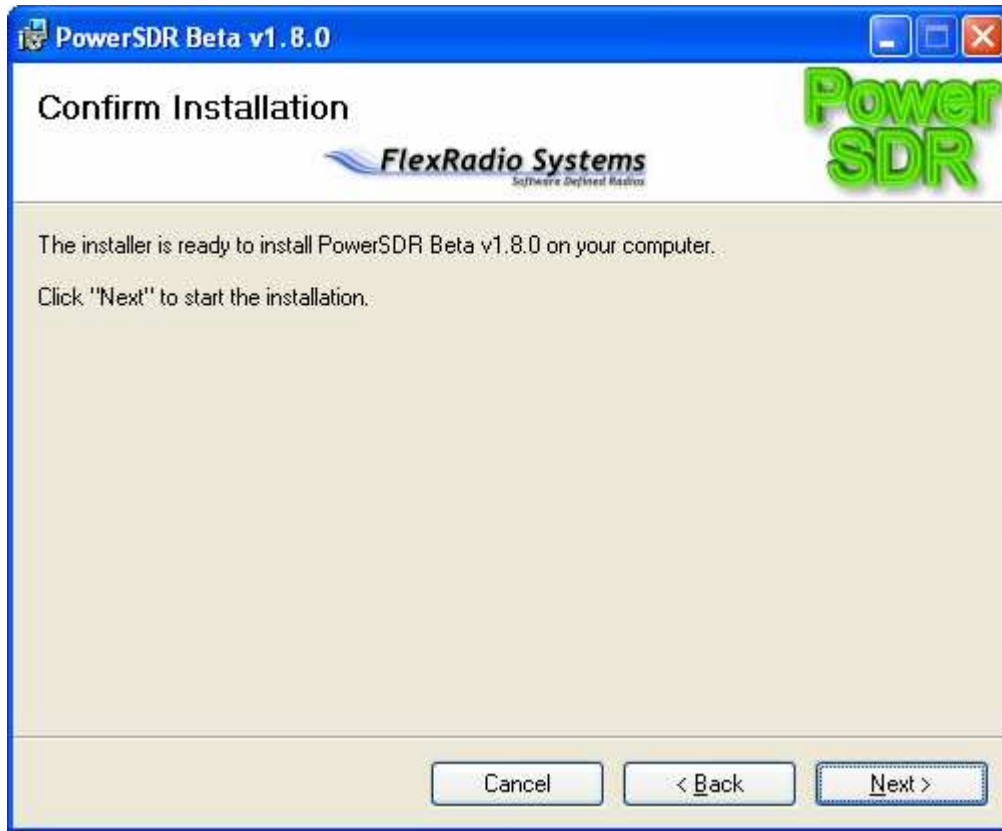 PowerSDR Beta v1.8.0
Confirm Installation
Power
SDR
FlexRadio Systems
Software Defined Radios
The installer is ready to install PowerSDR Beta v1.8.0 on your computer.
Click "Next" to start the installation.
Cancel
< Back
Next >